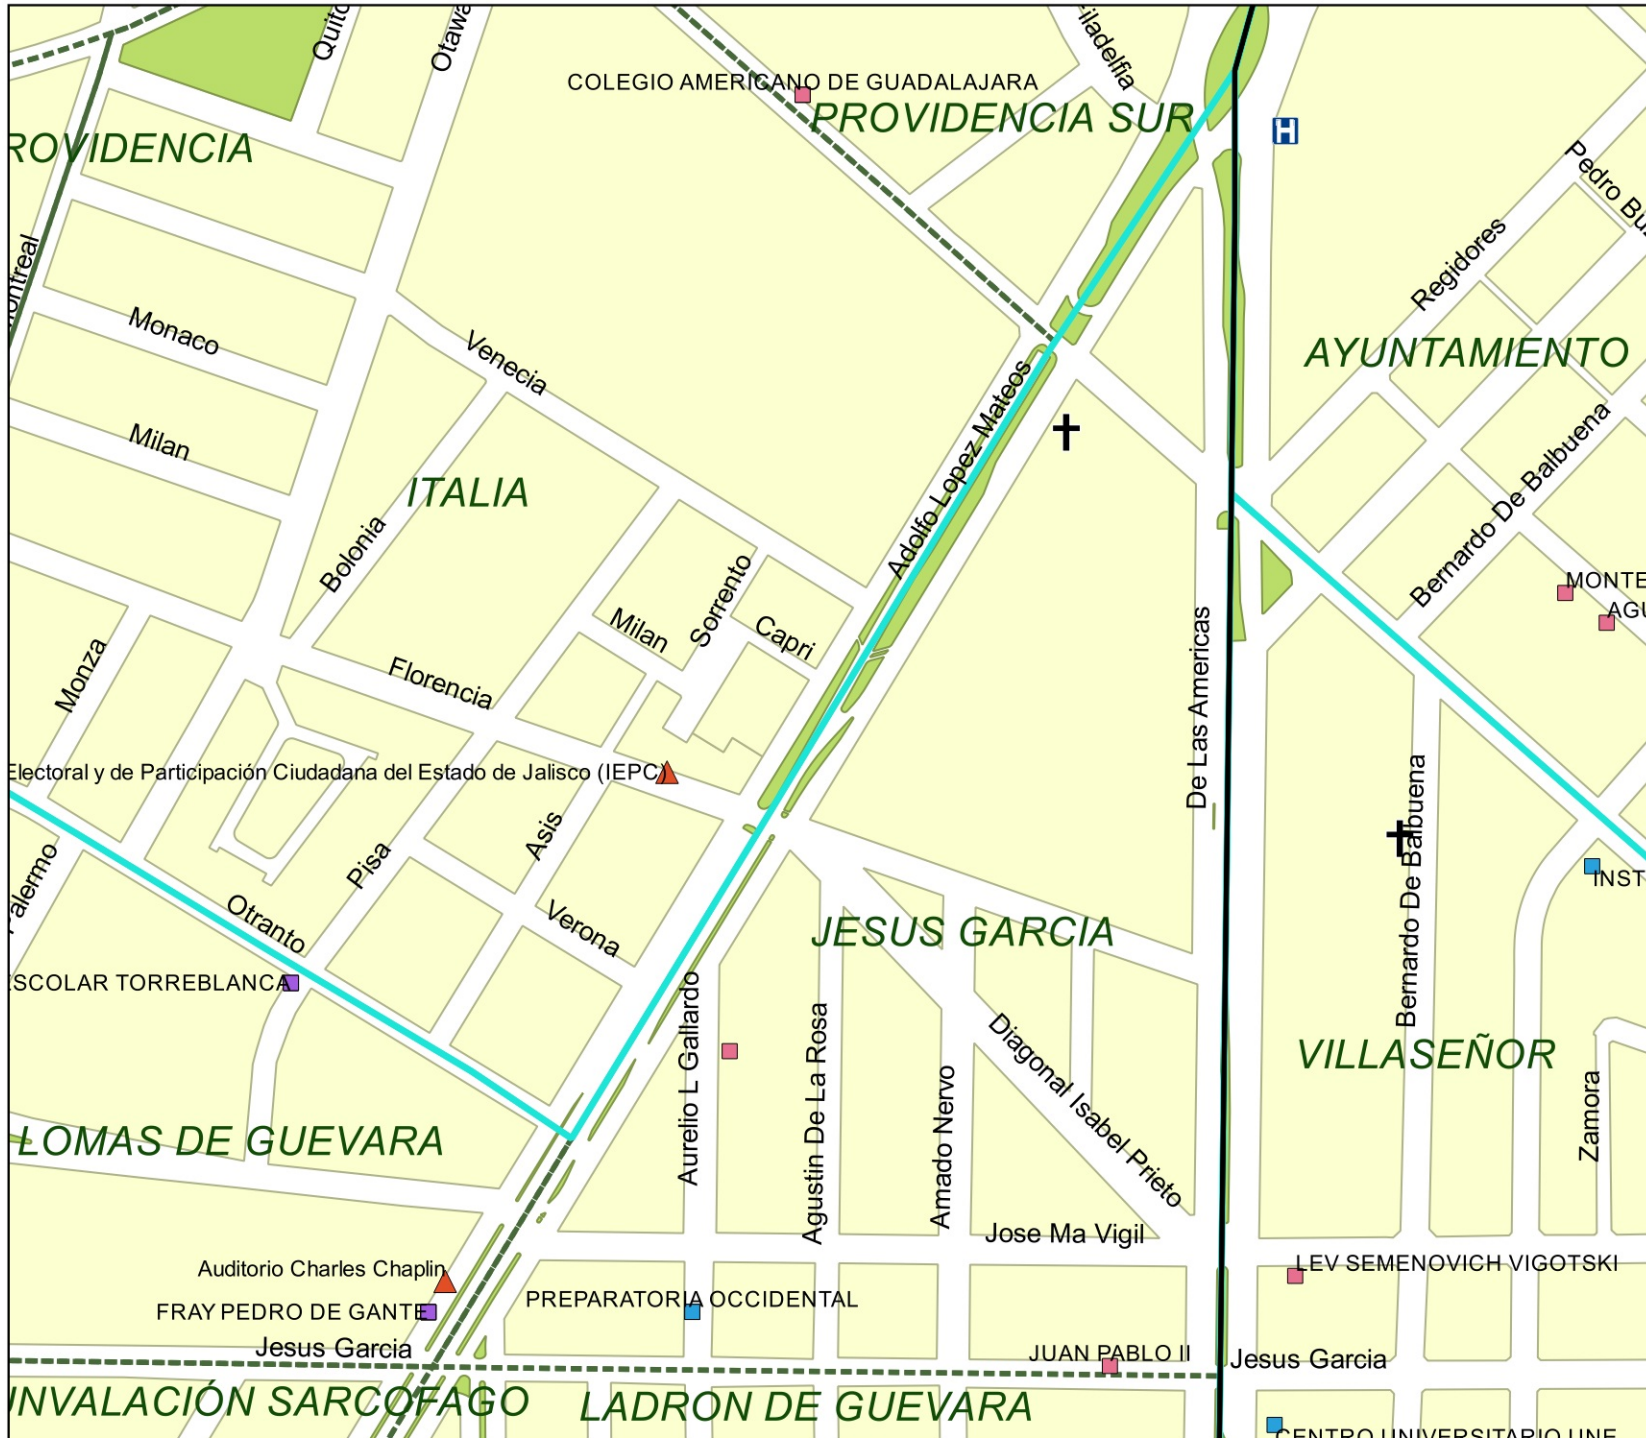 Quito
Otawa
iladelfia
COLEGIO AMERICANO DE GUADALAJARA
PROVIDENCIA SUR
ROVIDENCIA
Pedro Bu
Regidores
ontreal
Monaco
Venecia
AYUNTAMIENTO
Adolfo Lopez Mateos
Milan
ITALIA
Bernardo De Balbuena
Bolonia
Sorrento
MONTE
AGU
Milan
Capri
Monza
Florencia
De Las Americas
Electoral y de Participación Ciudadana del Estado de Jalisco (IEPC)
Bernardo De Balbuena
Asis
Pisa
alermo
INST
Otranto
Verona
JESUS GARCIA
SCOLAR TORREBLANCA
Aurelio L Gallardo
Agustin De La Rosa
Diagonal Isabel Prieto
VILLASEÑOR
Amado Nervo
Zamora
LOMAS DE GUEVARA
Jose Ma Vigil
Auditorio Charles Chaplin
LEV SEMENOVICH VIGOTSKI
FRAY PEDRO DE GANTE
PREPARATORIA OCCIDENTAL
Jesus Garcia
JUAN PABLO II
Jesus Garcia
INVALACIÓN SARCOFAGO
LADRON DE GUEVARA
CENTRO UNIVERSITARIO UNE